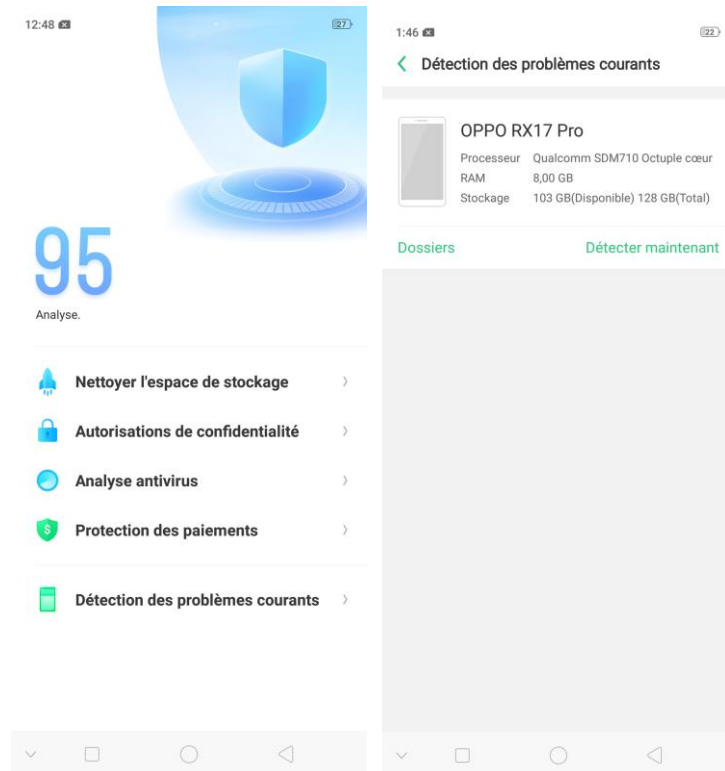 12:48
27
95
Analyse.
Nettoyer l'espace de stockage
Autorisations de confidentialité
Analyse antivirus
Protection des paiements
Détection des problèmes courants
1:46
22
Détection des problèmes courants
OPPO RX17 Pro
Processeur Qualcomm SDM710 Octuple cœur
RAM 8,00 GB
Stockage 103 GB(Disponible) 128 GB(Total)
Dossiers Détecter maintenant